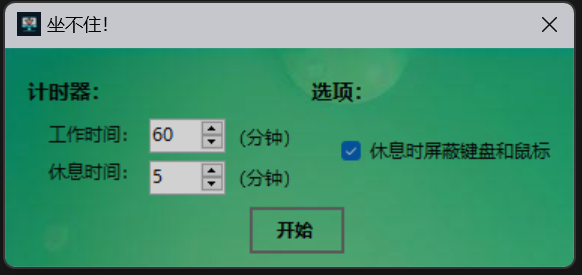 坐不住！
计时器：
选项：
工作时间： 60 (分钟)
休息时屏蔽键盘和鼠标
休息时间： 5 (分钟)
开始